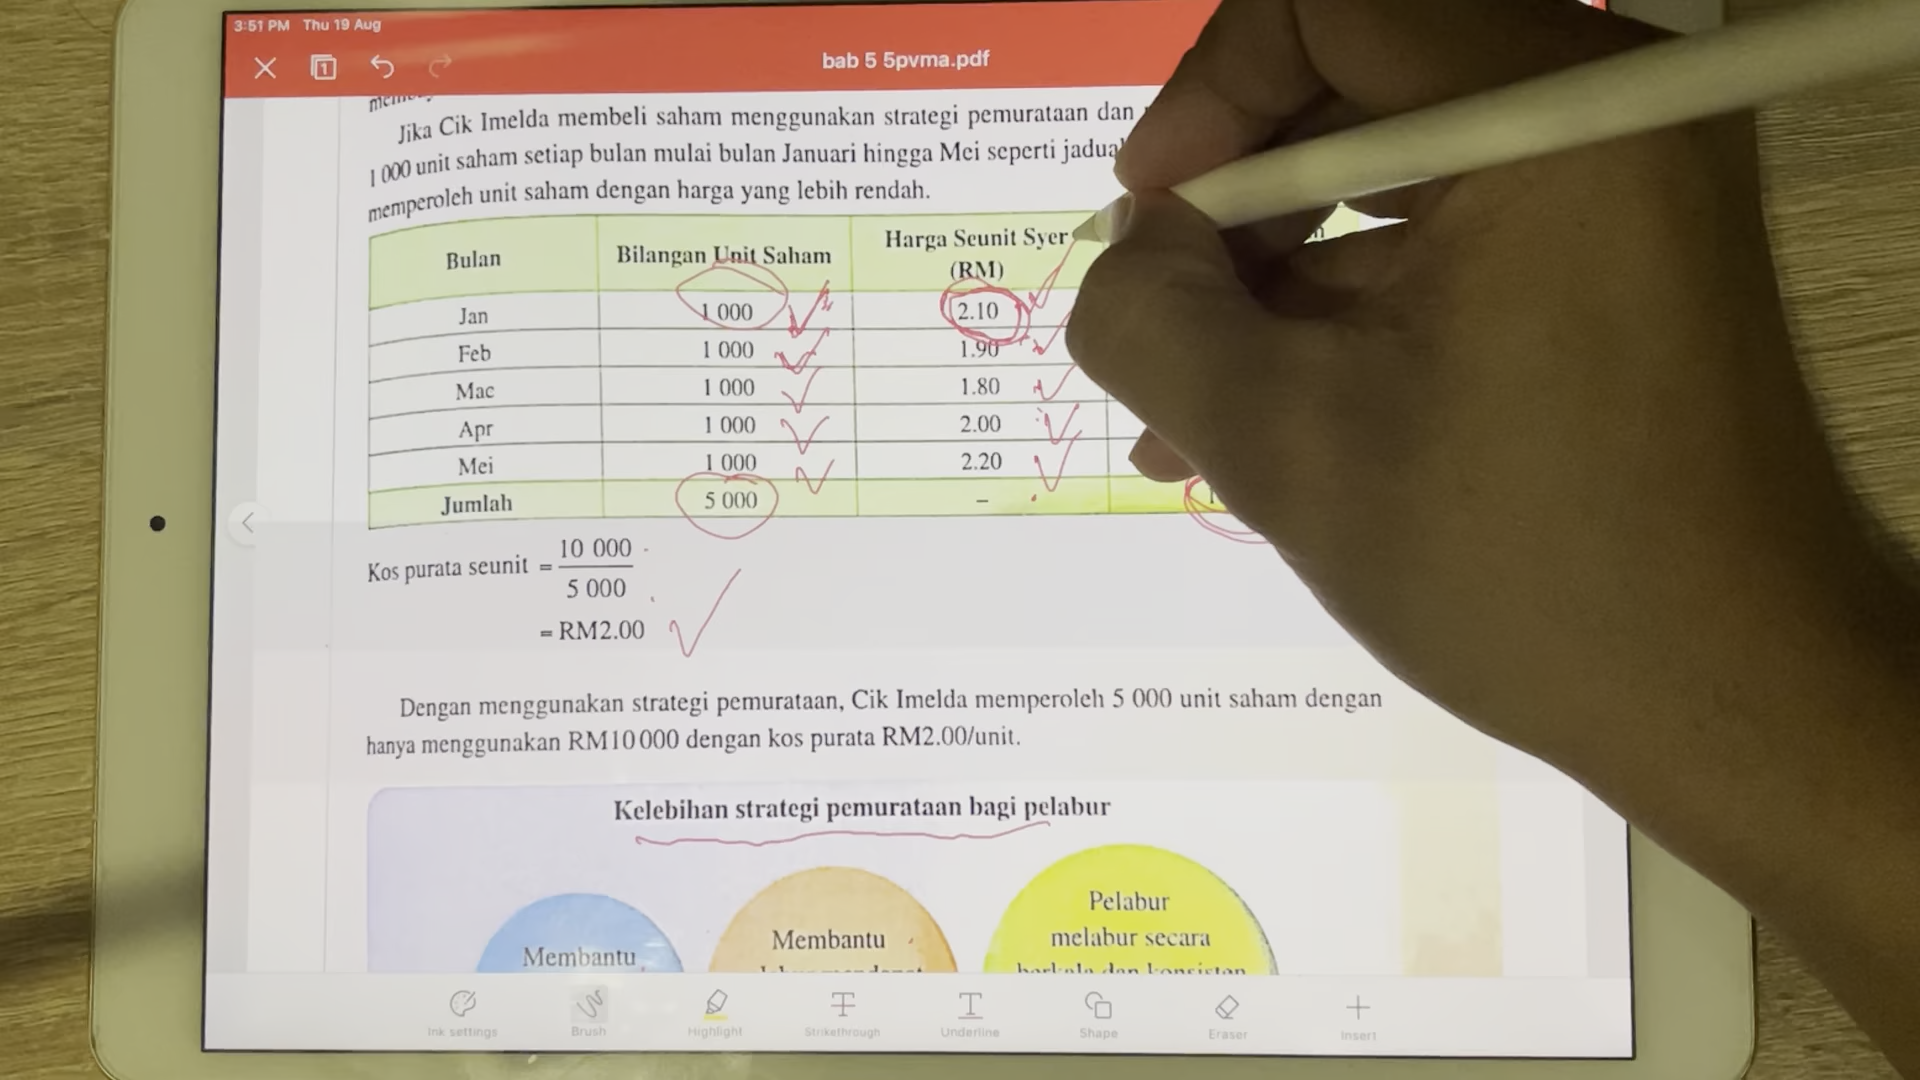 3:51 PM Thu 19 Aug
bab 5 5pvma.pdf
Jika Cik Imelda membeli saham menggunakan strategi pemurataan dan
1 000 unit saham setiap bulan mulai bulan Januari hingga Mei seperti jadual
memperoleh unit saham dengan harga yang lebih rendah.
Bulan Bilangan Unit Saham Harga Seunit Syer (RM)
Jan 1 000 2.10
Feb 1 000 1.90
Mac 1 000 1.80
Apr 1 000 2.00
Mei 1 000 2.20
Jumlah 5 000 –
Kos purata seunit = 10 000
5 000
= RM2.00
Dengan menggunakan strategi pemurataan, Cik Imelda memperoleh 5 000 unit saham dengan
hanya menggunakan RM10 000 dengan kos purata RM2.00/unit.
Kelebihan strategi pemurataan bagi pelabur
Membantu
Membantu
Pelabur
melabur secara
berkala dan konsisten
Ink settings Brush Highlight Strikethrough Underline Shape Eraser Insert